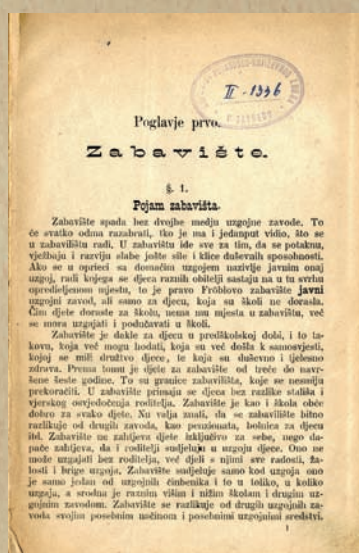 II-1336
Poglavje prvo.
Zabavište.
§. 1.
Pojam zabavišta.
Zabavište spada bez dvojbe medju uzgojne zavode. To
će svatko odma razabrati, tko je ma i jedanput vidio, što se
u zabavištu radi. U zabavištu ide sve za tim, da se potaknu,
vježbaju i razviju slabe jošte sile i klice duševnih sposobnosti.
Ako se u oprieci sa domaćim uzgojem nazivlje javnim onaj
uzgoj, radi kojega se djeca raznih obitelji sastaju na u tu svrhu
opredieljenom mjestu, to je pravo Fröblovo zabavište javni
uzgojni zavod, ali samo za djecu, koja su školi ne dorasla.
Čim djete doraste za školu, nema mu mjesta u zabavištu, već
se mora uzgajati i podučavati u školi.
Zabavište je dakle za djecu u predškolskoj dobi, i to ta-
kovu, koja već mogu hodati, koja su već došla k samosvjesti,
kojoj se mili družtvo djece, te koja su duševno i tjelesno
zdrava. Prema tomu je djete za zabavište od treće do navr-
šene šeste godine. To su granice zabavišta, koje se nesmiju
prekoračiti. U zabavište primaju se djeca bez razlike stališa i
vjerskog osvjedočenja roditelja. Zabavište je kao i škola obće
dobro za svako djete. Nu valja znati, da se zabavište bitno
razlikuje od drugih zavoda, kao penzionata, bolnica za djecu
itd. Zabavište ne zahtjeva djete izključivo za sebe, nego da-
pače zahtjeva, da i roditelji sudjeluju u uzgoju djece. Ono ne
može uzgajati bez roditelja, već djeli s njimi sve radosti, ža-
losti i brige uzgoja, Zabavište sudjeluje samo kod uzgoja ono
je samo jedan od uzgojnih činbenika i to u toliko, u koliko
uzgaja, a srodna je raznim višim i nižim školam i drugim uz-
gojnim zavodom. Zabavište se razlikuje od drugih uzgojnih za-
voda svojim posebnim načinom i posebnimi uzgojnimi sredstvi.
1